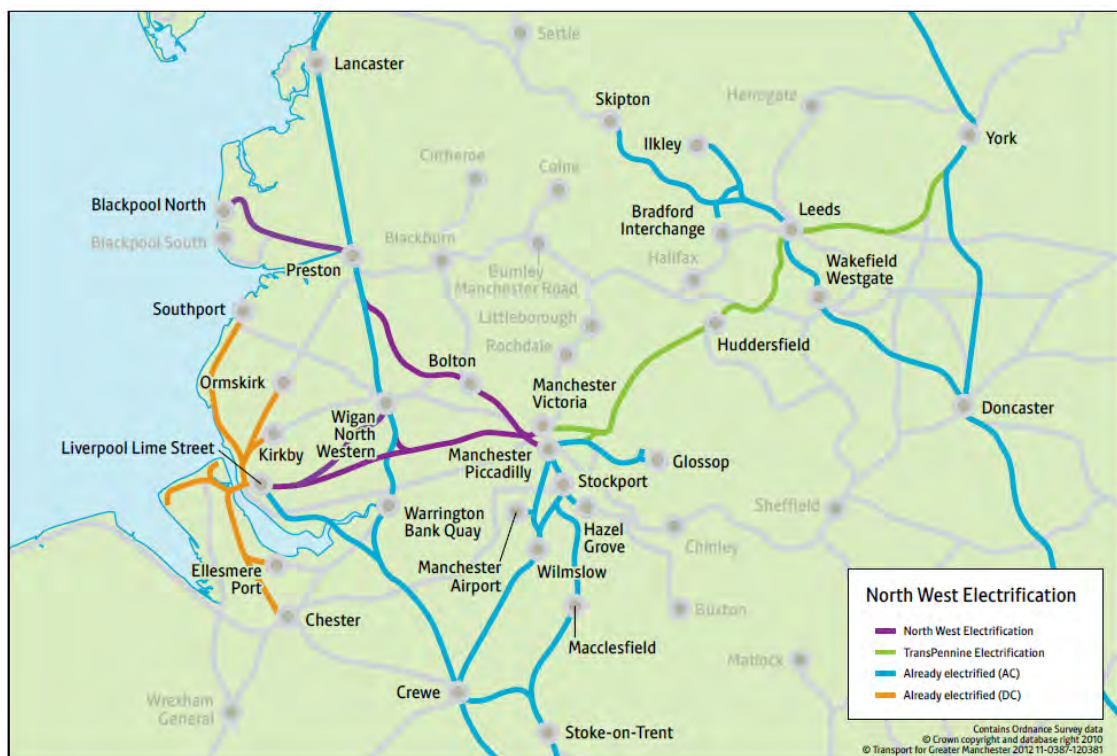 Settle
Lancaster
Skipton
Harrogate
York
Ilkley
Clitheroe
Colne
Blackpool North
Leeds
Bradford
Interchange
Blackpool South
Blackburn
Preston
Burnley
Manchester Road
Halifax
Wakefield
Westgate
Southport
Littleborough
Huddersfield
Rochdale
Bolton
Ormskirk
Manchester
Victoria
Doncaster
Wigan
North
Western
Liverpool Lime Street
Kirkby
Manchester
Piccadilly
Glossop
Stockport
Sheffield
Warrington
Bank Quay
Hazel
Grove
Chinley
Manchester
Airport
Wilmslow
Ellesmere
Port
Chester
Buxton
Macclesfield
Matlock
Crewe
Wrexham
General
Stoke-on-Trent
North West Electrification
North West Electrification
TransPennine Electrification
Already electrified (AC)
Already electrified (DC)
Contains Ordnance Survey data
© Crown copyright and database right 2010
© Transport for Greater Manchester 2012 11-0387-12038